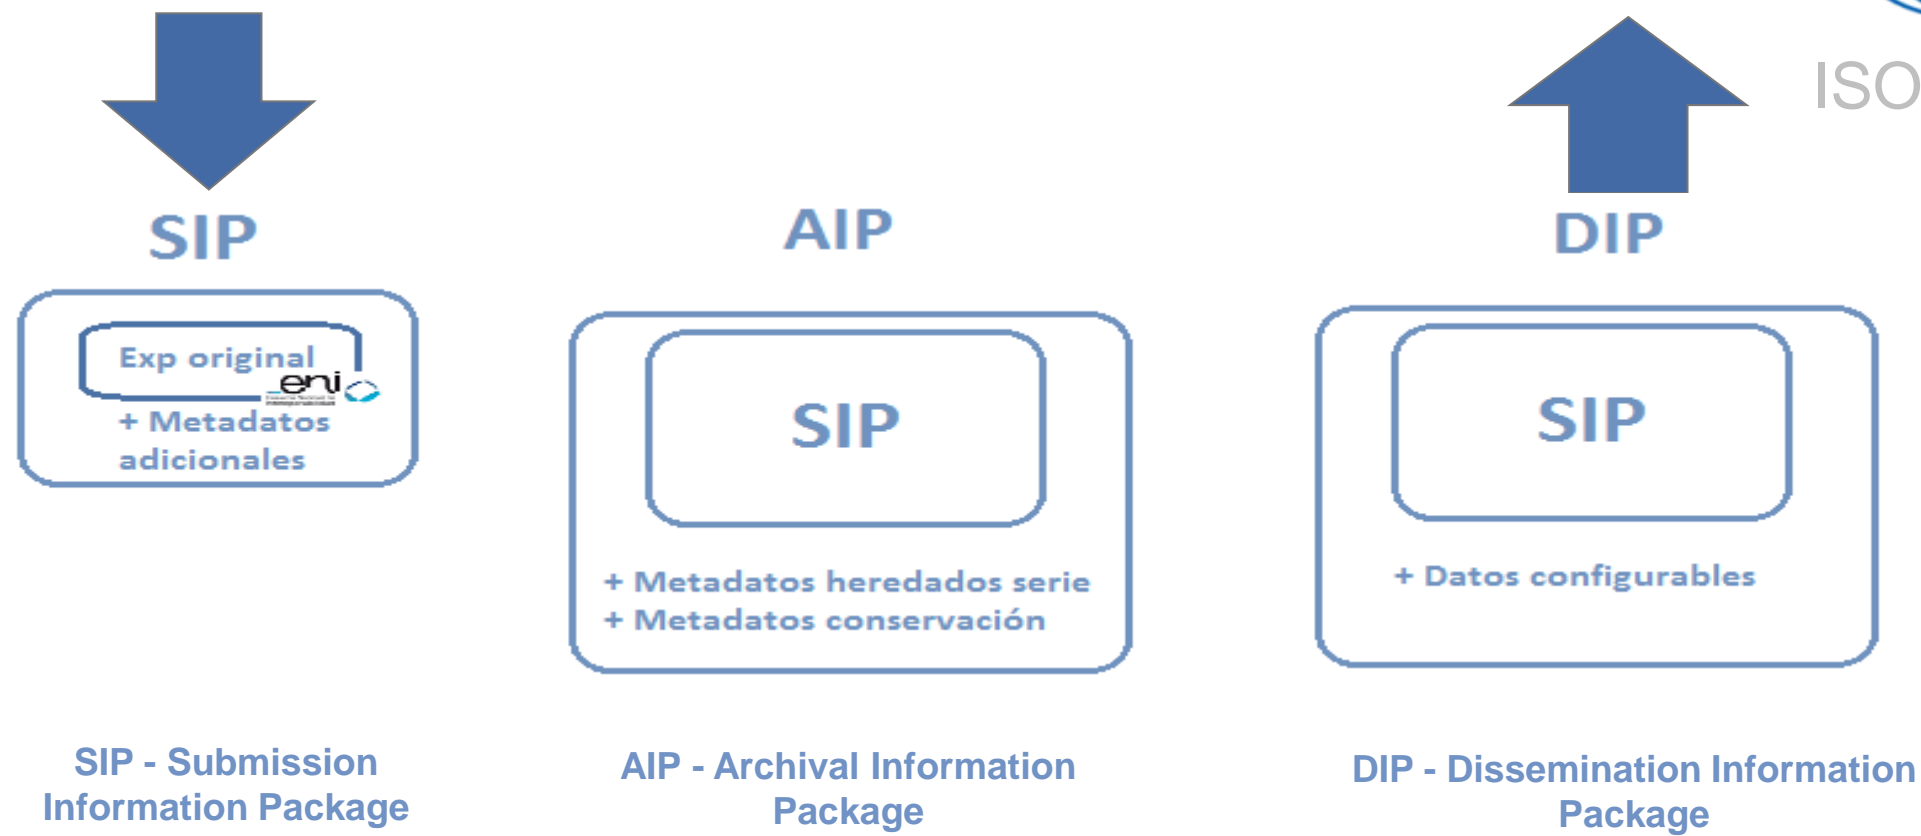 ISO
SIP
AIP
DIP
Exp original
eni
+ Metadatos
adicionales
SIP
+ Metadatos heredados serie
+ Metadatos conservación
SIP
+ Datos configurables
SIP - Submission
Information Package
AIP - Archival Information
Package
DIP - Dissemination Information
Package